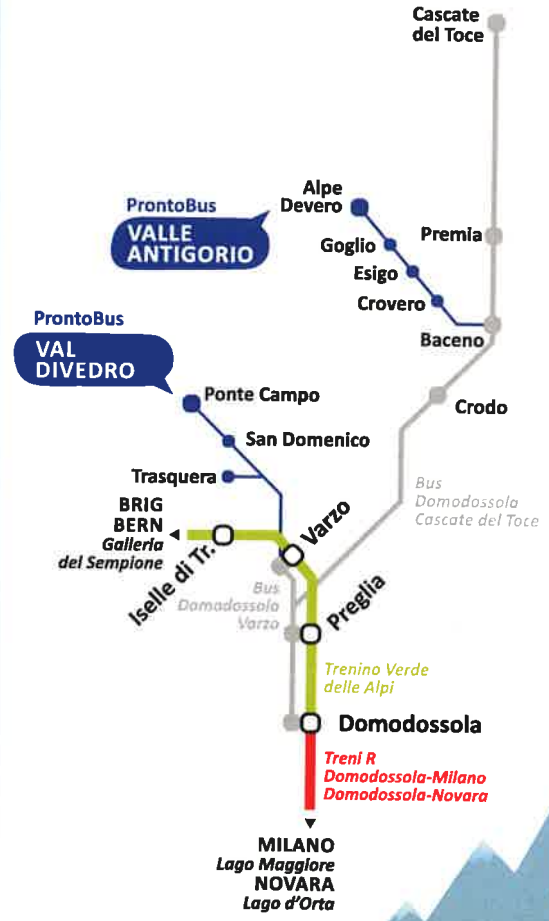 Cascate
del Toce
Alpe
Devero
ProntoBus
VALLE
ANTIGORIO
Goglio
Premia
Esigo
Crovero
ProntoBus
Baceno
VAL
DIVEDRO
Ponte Campo
Crodo
San Domenico
Trasquera
Bus
Domodossola
Cascate del Toce
BRIG
BERN
Galleria
del Sempione
Iselle di Tr.
Varzo
Bus
Domadossola
Varzo
Preglia
Trenino Verde
delle Alpi
Domodossola
Treni R
Domodossola-Milano
Domodossola-Novara
MILANO
Lago Maggiore
NOVARA
Lago d'Orta